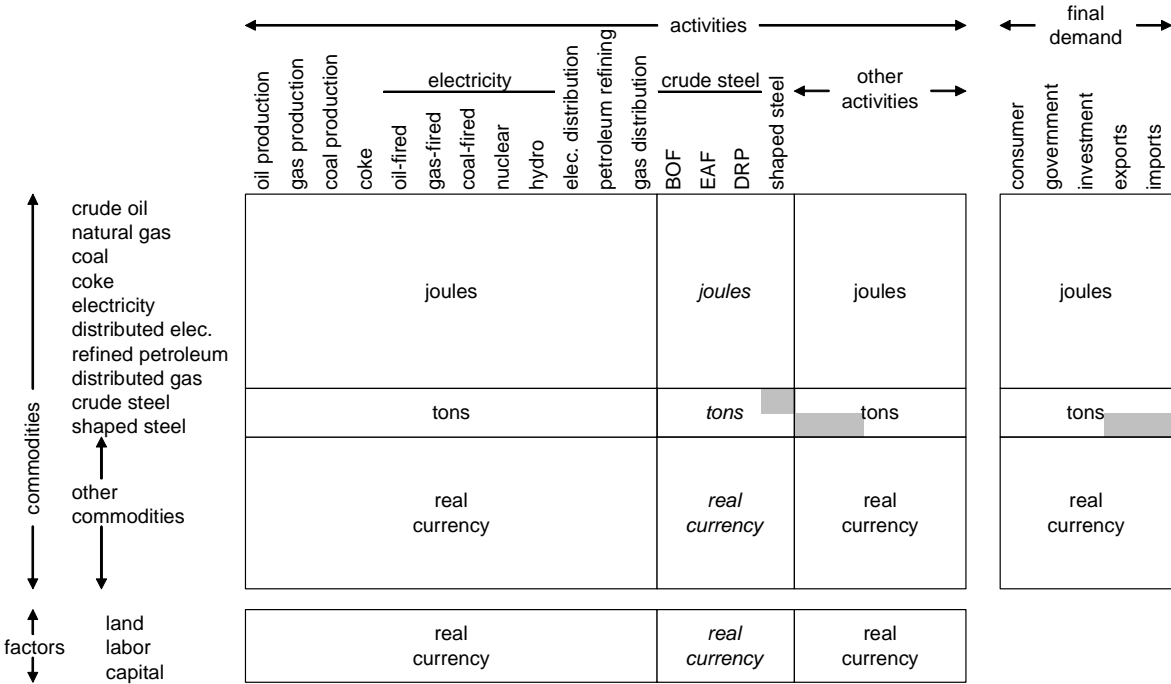 activities
final
demand
electricity
crude steel
other
activities
oil production
gas production
coal production
coke
oil-fired
gas-fired
coal-fired
nuclear
hydro
elec. distribution
petroleum refining
gas distribution
BOF
EAF
DRP
shaped steel
consumer
government
investment
exports
imports
commodities
crude oil
natural gas
coal
coke
electricity
distributed elec.
refined petroleum
distributed gas
crude steel
shaped steel
other
commodities
joules
joules
joules
joules
tons
tons
tons
tons
real
currency
real
currency
real
currency
real
currency
factors
land
labor
capital
real
currency
real
currency
real
currency